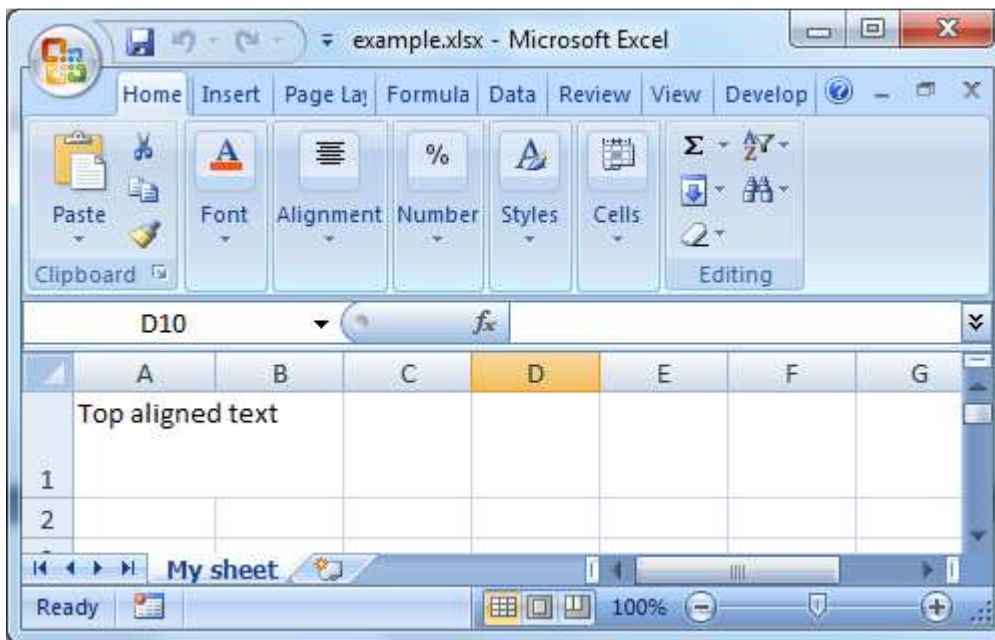 example.xlsx - Microsoft Excel
Home Insert Page Lay Formula Data Review View Develop
Paste Font Alignment Number Styles Cells
Clipboard Editing
D10 fx
A B C D E F G
Top aligned text
1
2
My sheet
Ready 100%